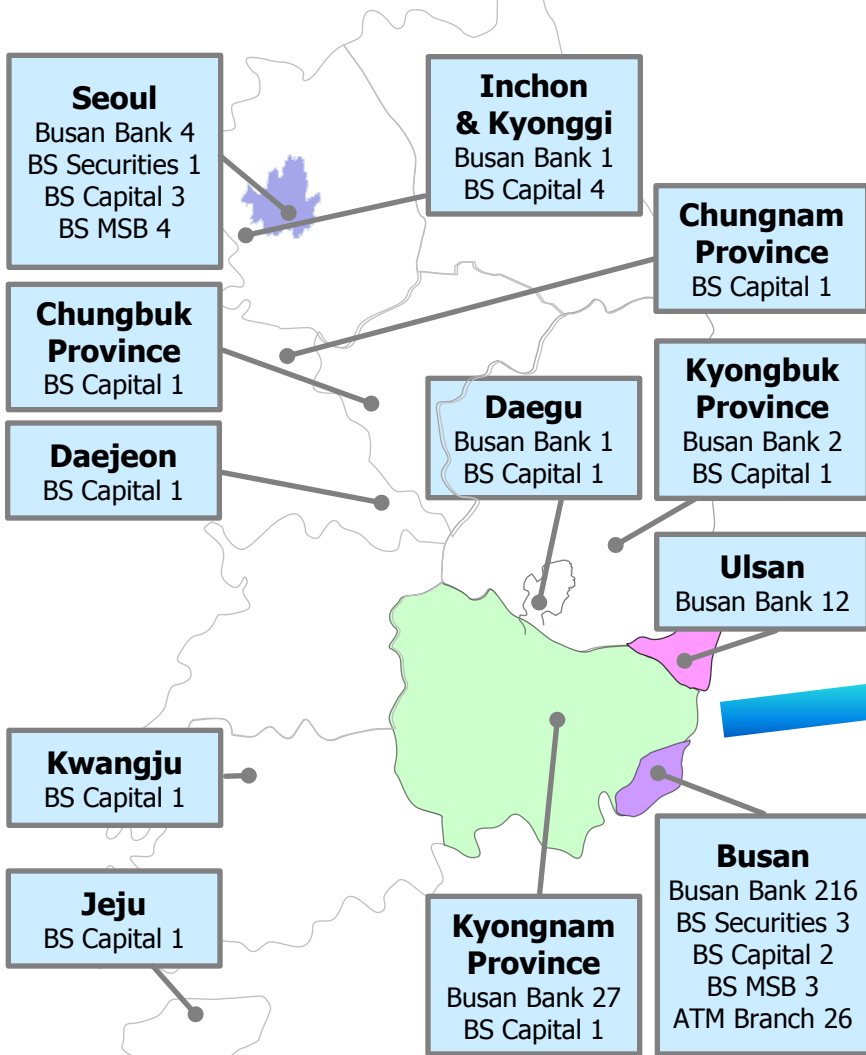 Seoul
Busan Bank 4
BS Securities 1
BS Capital 3
BS MSB 4
Inchon
& Kyonggi
Busan Bank 1
BS Capital 4
Chungnam
Province
BS Capital 1
Chungbuk
Province
BS Capital 1
Daegu
Busan Bank 1
BS Capital 1
Kyongbuk
Province
Busan Bank 2
BS Capital 1
Daejeon
BS Capital 1
Ulsan
Busan Bank 12
Kwangju
BS Capital 1
Jeju
BS Capital 1
Kyongnam
Province
Busan Bank 27
BS Capital 1
Busan
Busan Bank 216
BS Securities 3
BS Capital 2
BS MSB 3
ATM Branch 26